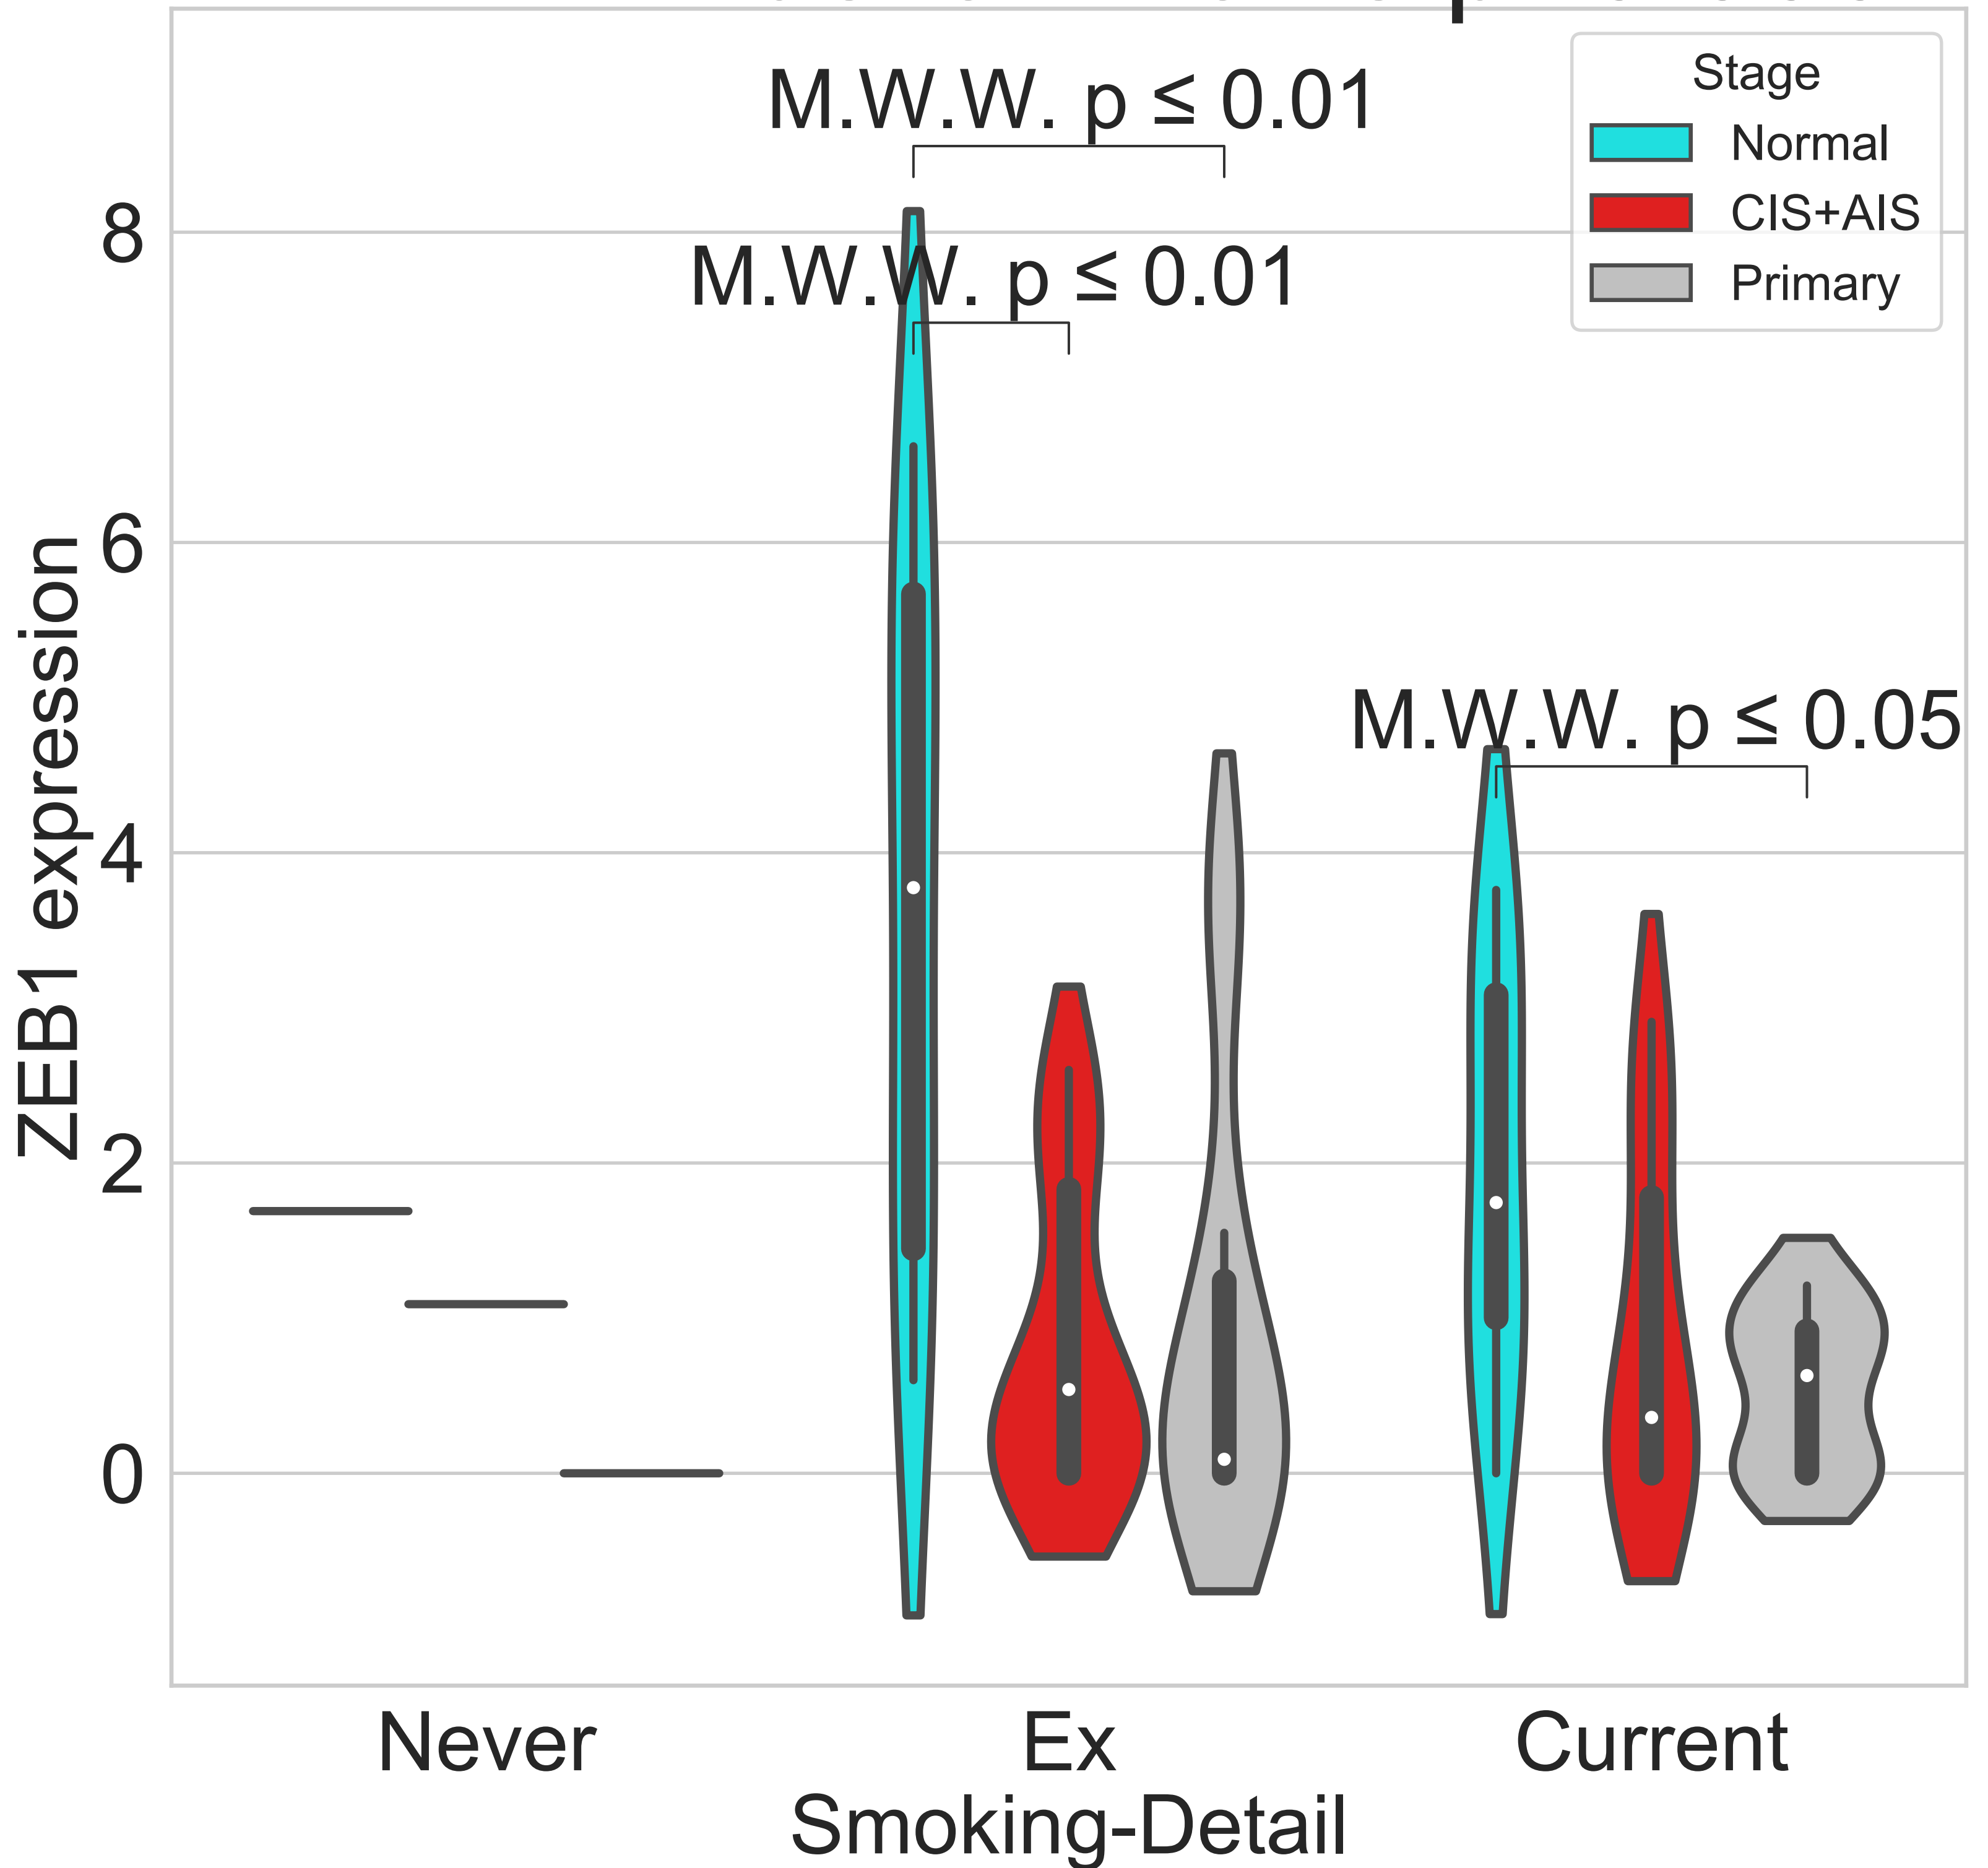 M.W.W. p ≤ 0.01
M.W.W. p ≤ 0.01
M.W.W. p ≤ 0.05
Stage
Normal
CIS+AIS
Primary
ZEB1 expression
8
6
4
2
0
Never
Ex
Current
Smoking-Detail